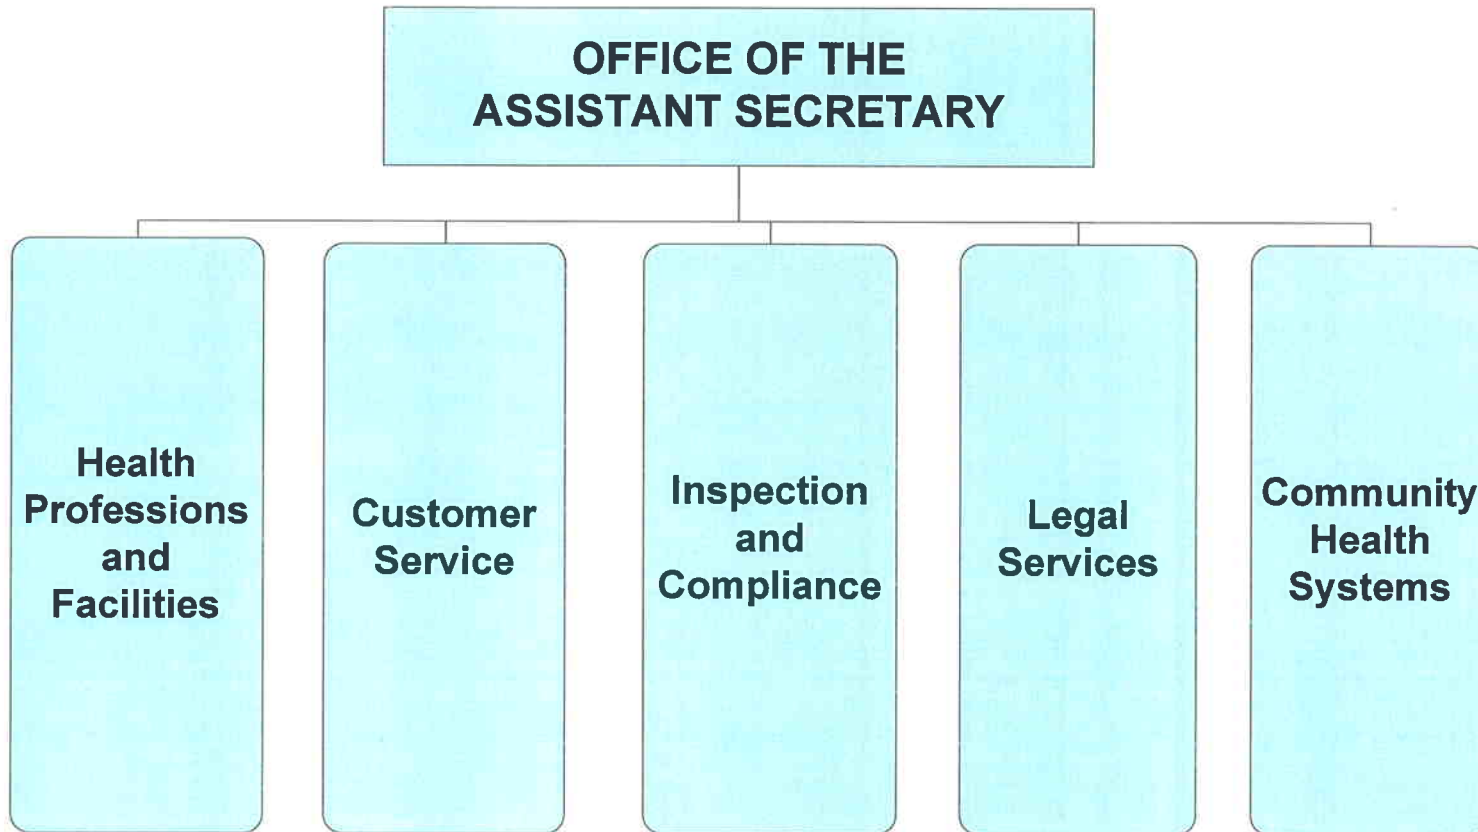 OFFICE OF THE
ASSISTANT SECRETARY
Health
Professions
and
Facilities
Customer
Service
Inspection
and
Compliance
Legal
Services
Community
Health
Systems